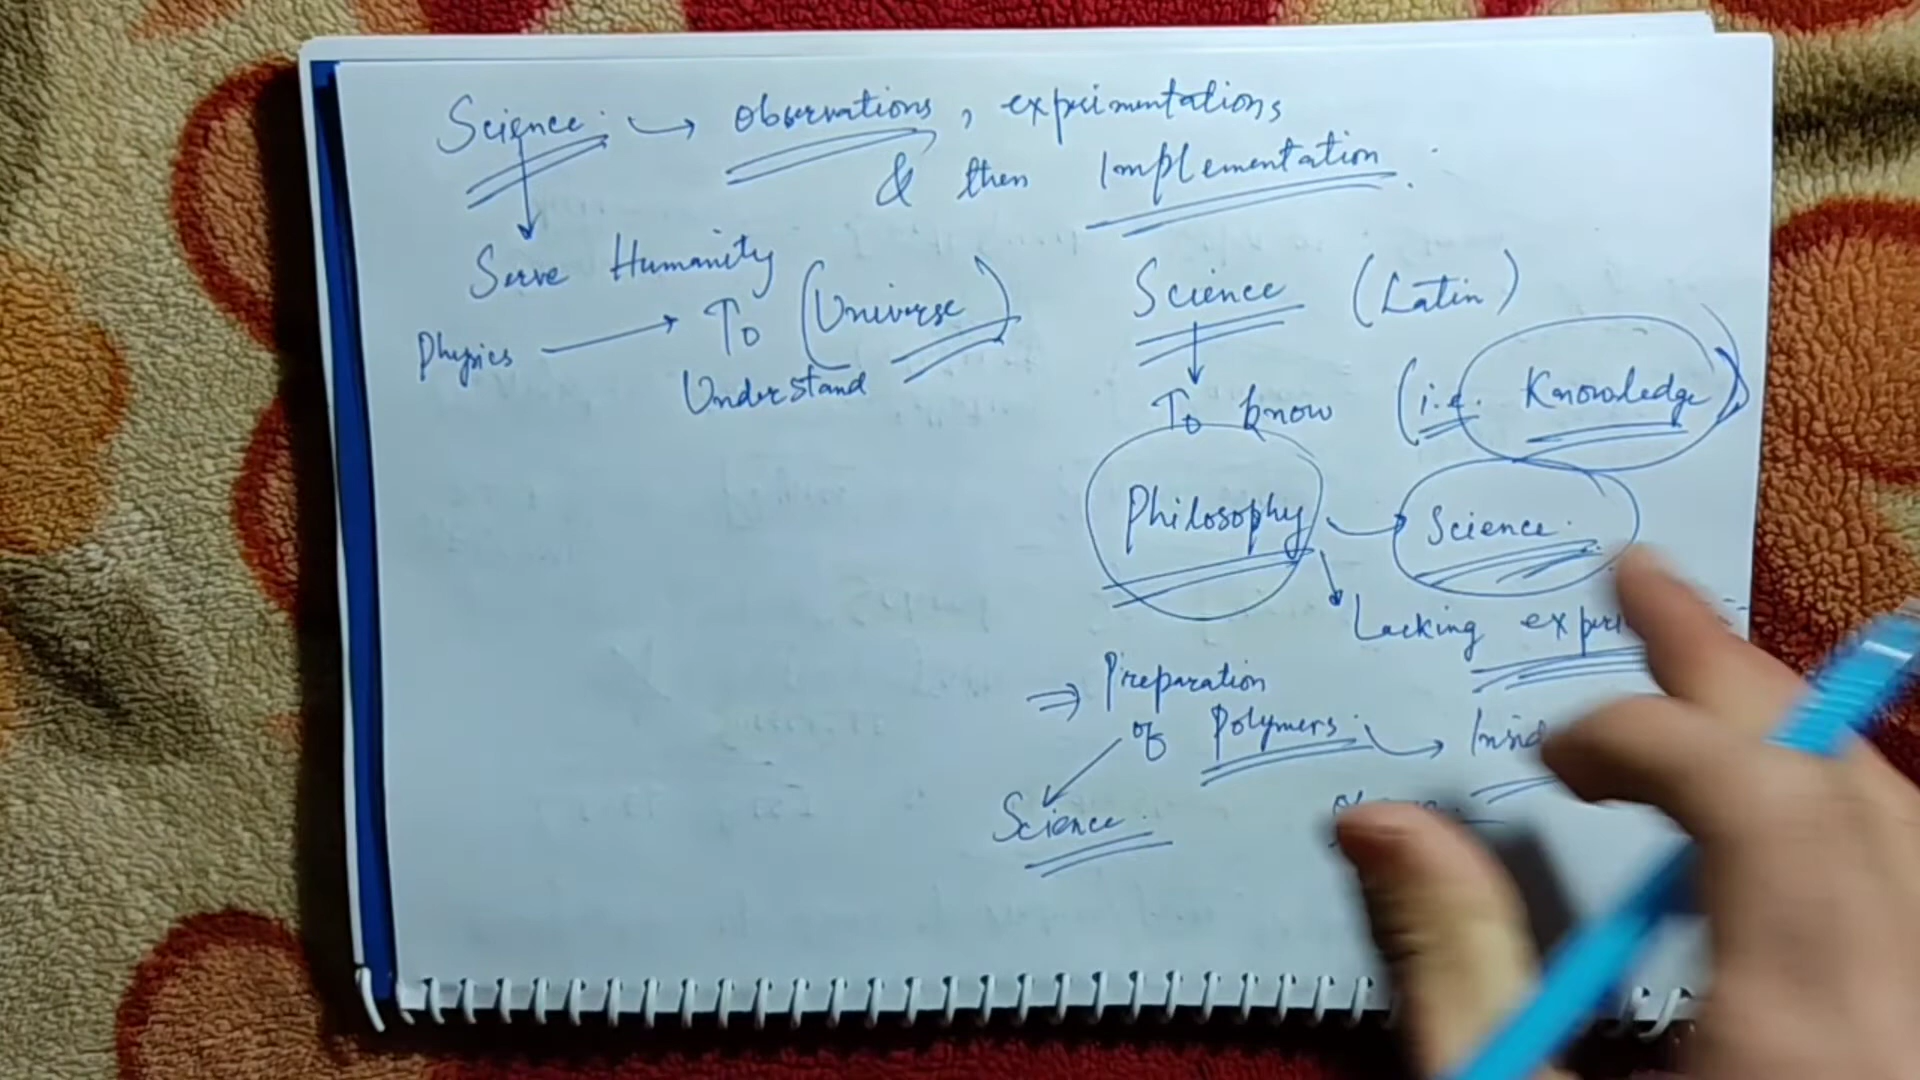 Science. → observations, experimentations
& then Implementation.
Serve Humanity
Physics → To (Universe)
Understand
Science (Latin)
To know (i.e. Knowledge)
Philosophy → Science.
Lacking
⇒ Preparation
of Polymers. →
Science.